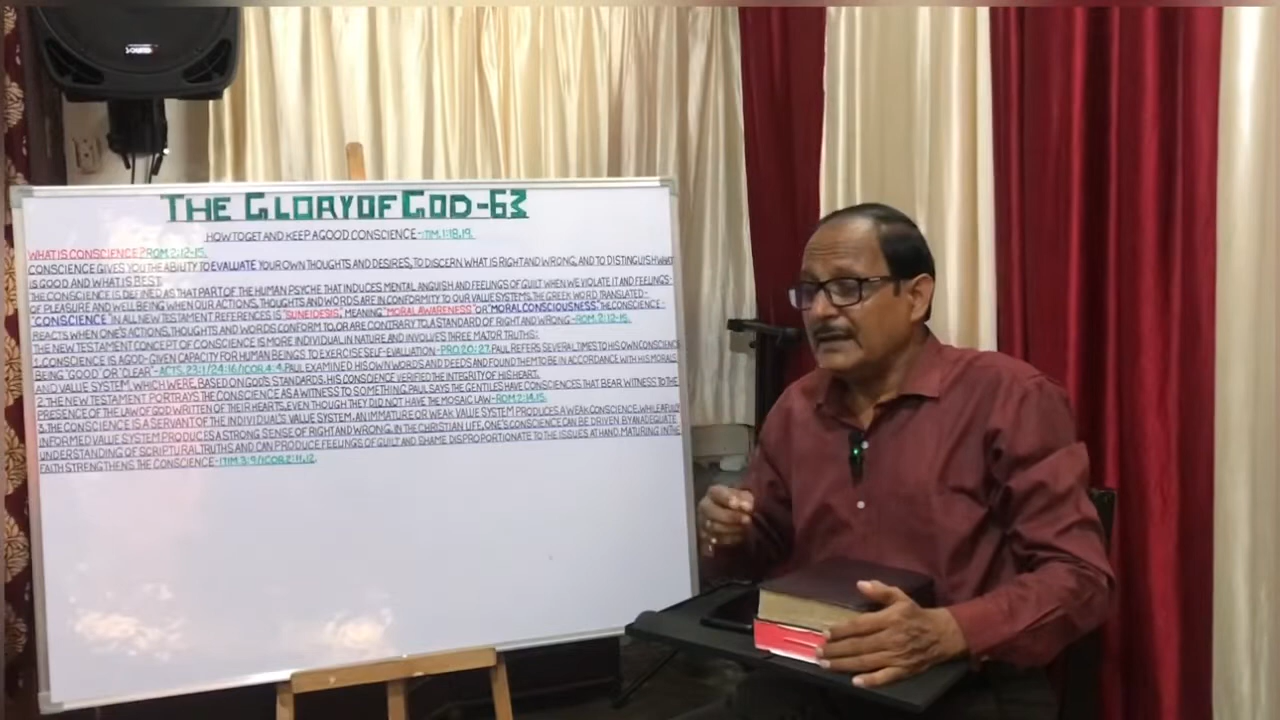 SOUND
THE GLORY OF GOD-63
HOW TO GET AND KEEP A GOOD CONSCIENCE-1TIM.1:18,19.
WHAT IS CONSCIENCE? ROM.2:12-15.
CONSCIENCE GIVES YOU THE ABILITY TO EVALUATE YOUR OWN THOUGHTS AND DESIRES, TO DISCERN WHAT IS RIGHT AND WRONG, AND TO DISTINGUISH WHAT
IS GOOD AND WHAT IS BEST.
THE CONSCIENCE IS DEFINED AS THAT PART OF THE HUMAN PSYCHE THAT INDUCES MENTAL ANGUISH AND FEELINGS OF GUILT WHEN WE VIOLATE IT AND FEELINGS-
OF PLEASURE AND WELL BEING WHEN OUR ACTIONS, THOUGHTS AND WORDS ARE IN CONFORMITY TO OUR VALUE SYSTEMS. THE GREEK WORD TRANSLATED-
"CONSCIENCE" IN ALL NEW TESTAMENT REFERENCES IS "SUNEIDESIS", MEANING "MORAL AWARENESS" OR "MORAL CONSCIOUSNESS". THE CONSCIENCE-
REACTS WHEN ONE'S ACTIONS, THOUGHTS AND WORDS CONFORM TO, OR ARE CONTRARY TO, A STANDARD OF RIGHT AND WRONG-ROM.2:12-15.
THE NEW TESTAMENT CONCEPT OF CONSCIENCE IS MORE INDIVIDUAL IN NATURE AND INVOLVES THREE MAJOR TRUTHS:
1. CONSCIENCE IS A GOD-GIVEN CAPACITY FOR HUMAN BEINGS TO EXERCISE SELF-EVALUATION-PRO.20:27. PAUL REFERS SEVERAL TIMES TO HIS OWN CONSCIENCE
BEING "GOOD" OR "CLEAR"-ACTS.23:1/24:16/1COR.4:4. PAUL EXAMINED HIS OWN WORDS AND DEEDS AND FOUND THEM TO BE IN ACCORDANCE WITH HIS MORALS
AND VALUE SYSTEM, WHICH WERE, BASED ON GOD'S STANDARDS. HIS CONSCIENCE VERIFIED THE INTEGRITY OF HIS HEART.
2. THE NEW TESTAMENT PORTRAYS THE CONSCIENCE AS A WITNESS TO SOMETHING. PAUL SAYS THE GENTILES HAVE CONSCIENCES THAT BEAR WITNESS TO THE
PRESENCE OF THE LAW OF GOD WRITTEN OF THEIR HEARTS, EVEN THOUGH THEY DID NOT HAVE THE MOSAIC LAW-ROM.2:14,15.
3. THE CONSCIENCE IS A SERVANT OF THE INDIVIDUAL'S VALUE SYSTEM. AN IMMATURE OR WEAK VALUE SYSTEM PRODUCES A WEAK CONSCIENCE, WHILE A FULLY
INFORMED VALUE SYSTEM PRODUCES A STRONG SENSE OF RIGHT AND WRONG. IN THE CHRISTIAN LIFE, ONE'S CONSCIENCE CAN BE DRIVEN BY AN ADEQUATE
UNDERSTANDING OF SCRIPTURAL TRUTHS AND CAN PRODUCE FEELINGS OF GUILT AND SHAME DISPROPORTIONATE TO THE ISSUES AT HAND. MATURING IN THE
FAITH STRENGTHENS THE CONSCIENCE-1TIM.3:9/1COR.2:11,12.